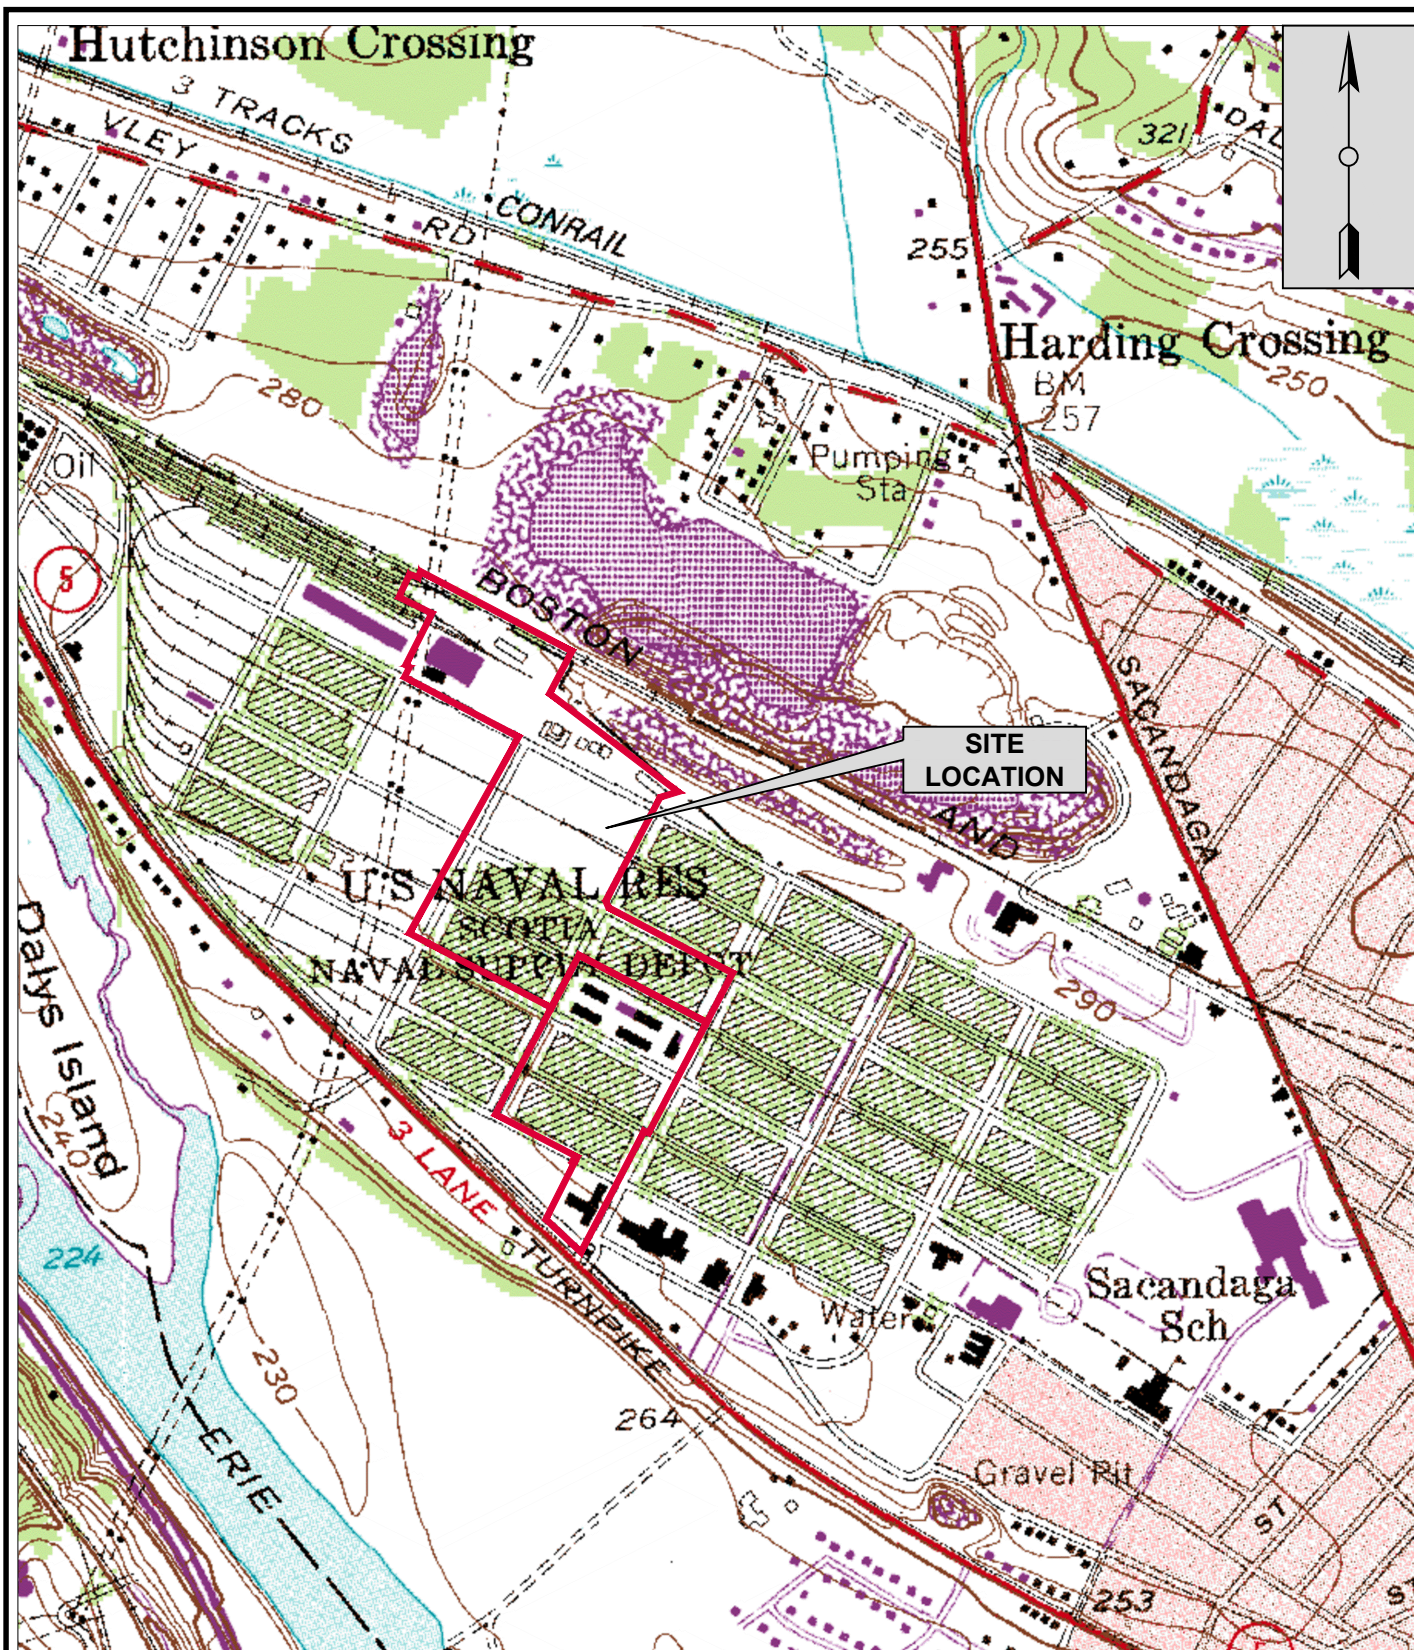 Hutchinson Crossing
3 TRACKS
VLEY
RD
CONRAIL
321
255
Harding Crossing
BM
257
250
280
Oil
Pumping
Sta
5
BOSTON
AND
SACANDAGA
SITE
LOCATION
U S NAVAL RES
SCOTIA
NAVAL SUPPLY DEPOT
290
Dalys Island
240
224
3 LANE
TURNPIKE
230
ERIE
264
Water
Sacandaga
Sch
Gravel Pit
ST
ST
253